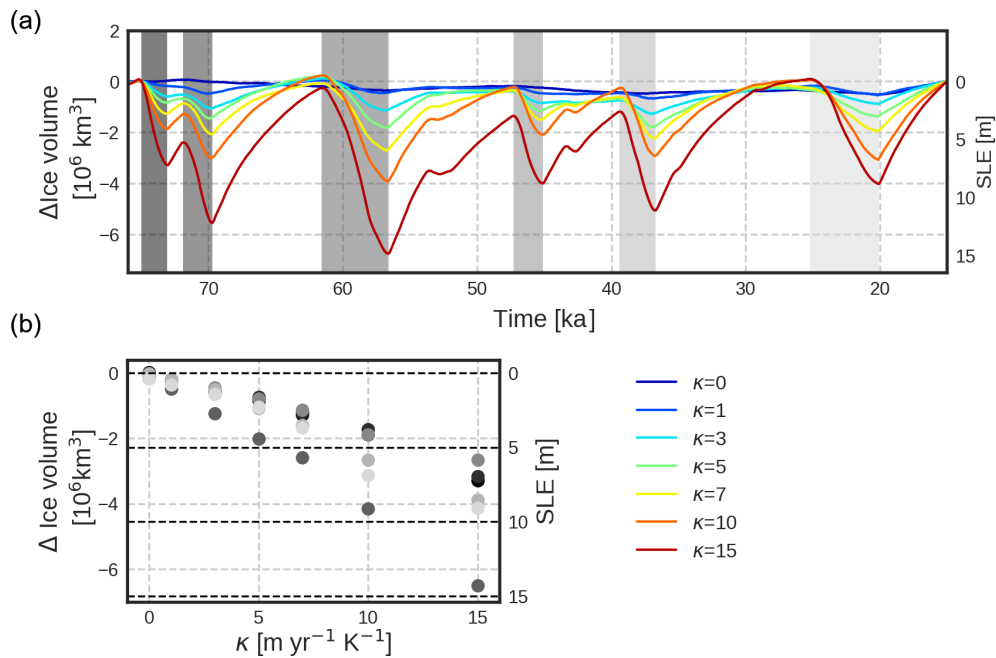 (a)
2
0
−2
−4
−6
ΔIce volume
[10⁶ km³]
0
5
10
15
SLE [m]
70
60
50
40
30
20
Time [ka]
(b)
0
−2
−4
−6
Δ Ice volume
[10⁶km³]
0
5
10
15
SLE [m]
0
5
10
15
κ [m yr⁻¹ K⁻¹]
κ=0
κ=1
κ=3
κ=5
κ=7
κ=10
κ=15